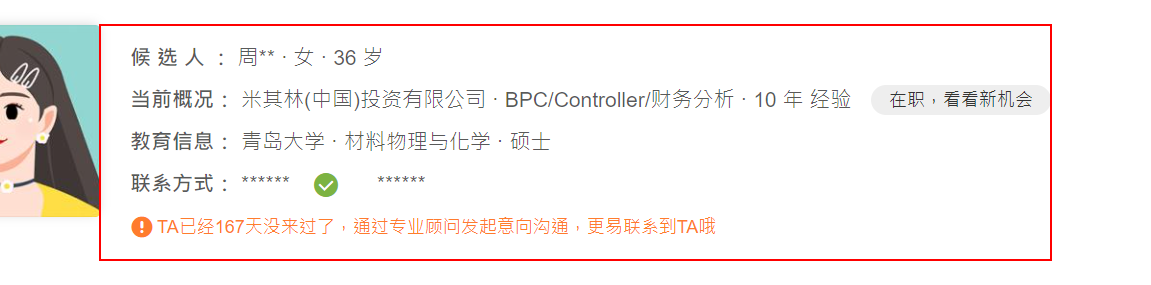 候 选 人 ： 周** · 女 · 36 岁
当前概况： 米其林(中国)投资有限公司 · BPC/Controller/财务分析 · 10 年 经验 在职，看看新机会
教育信息： 青岛大学 · 材料物理与化学 · 硕士
联系方式： ****** ******
TA已经167天没来过了，通过专业顾问发起意向沟通，更易联系到TA哦